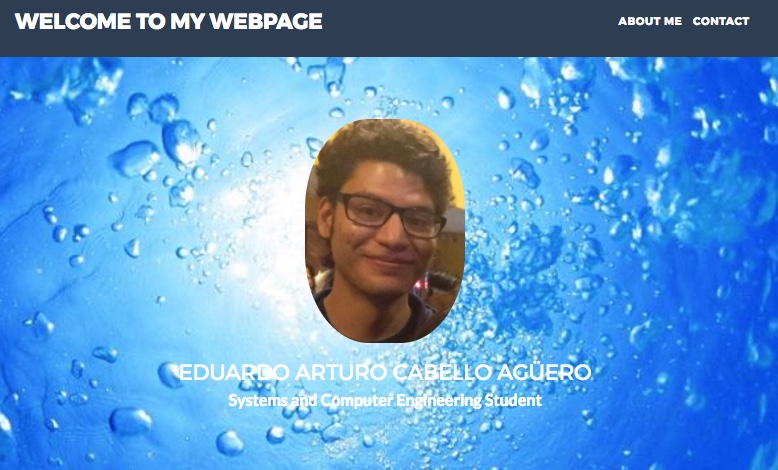 WELCOME TO MY WEBPAGE
ABOUT ME CONTACT
EDUARDO ARTURO CABELLO AGÜERO
Systems and Computer Engineering Student